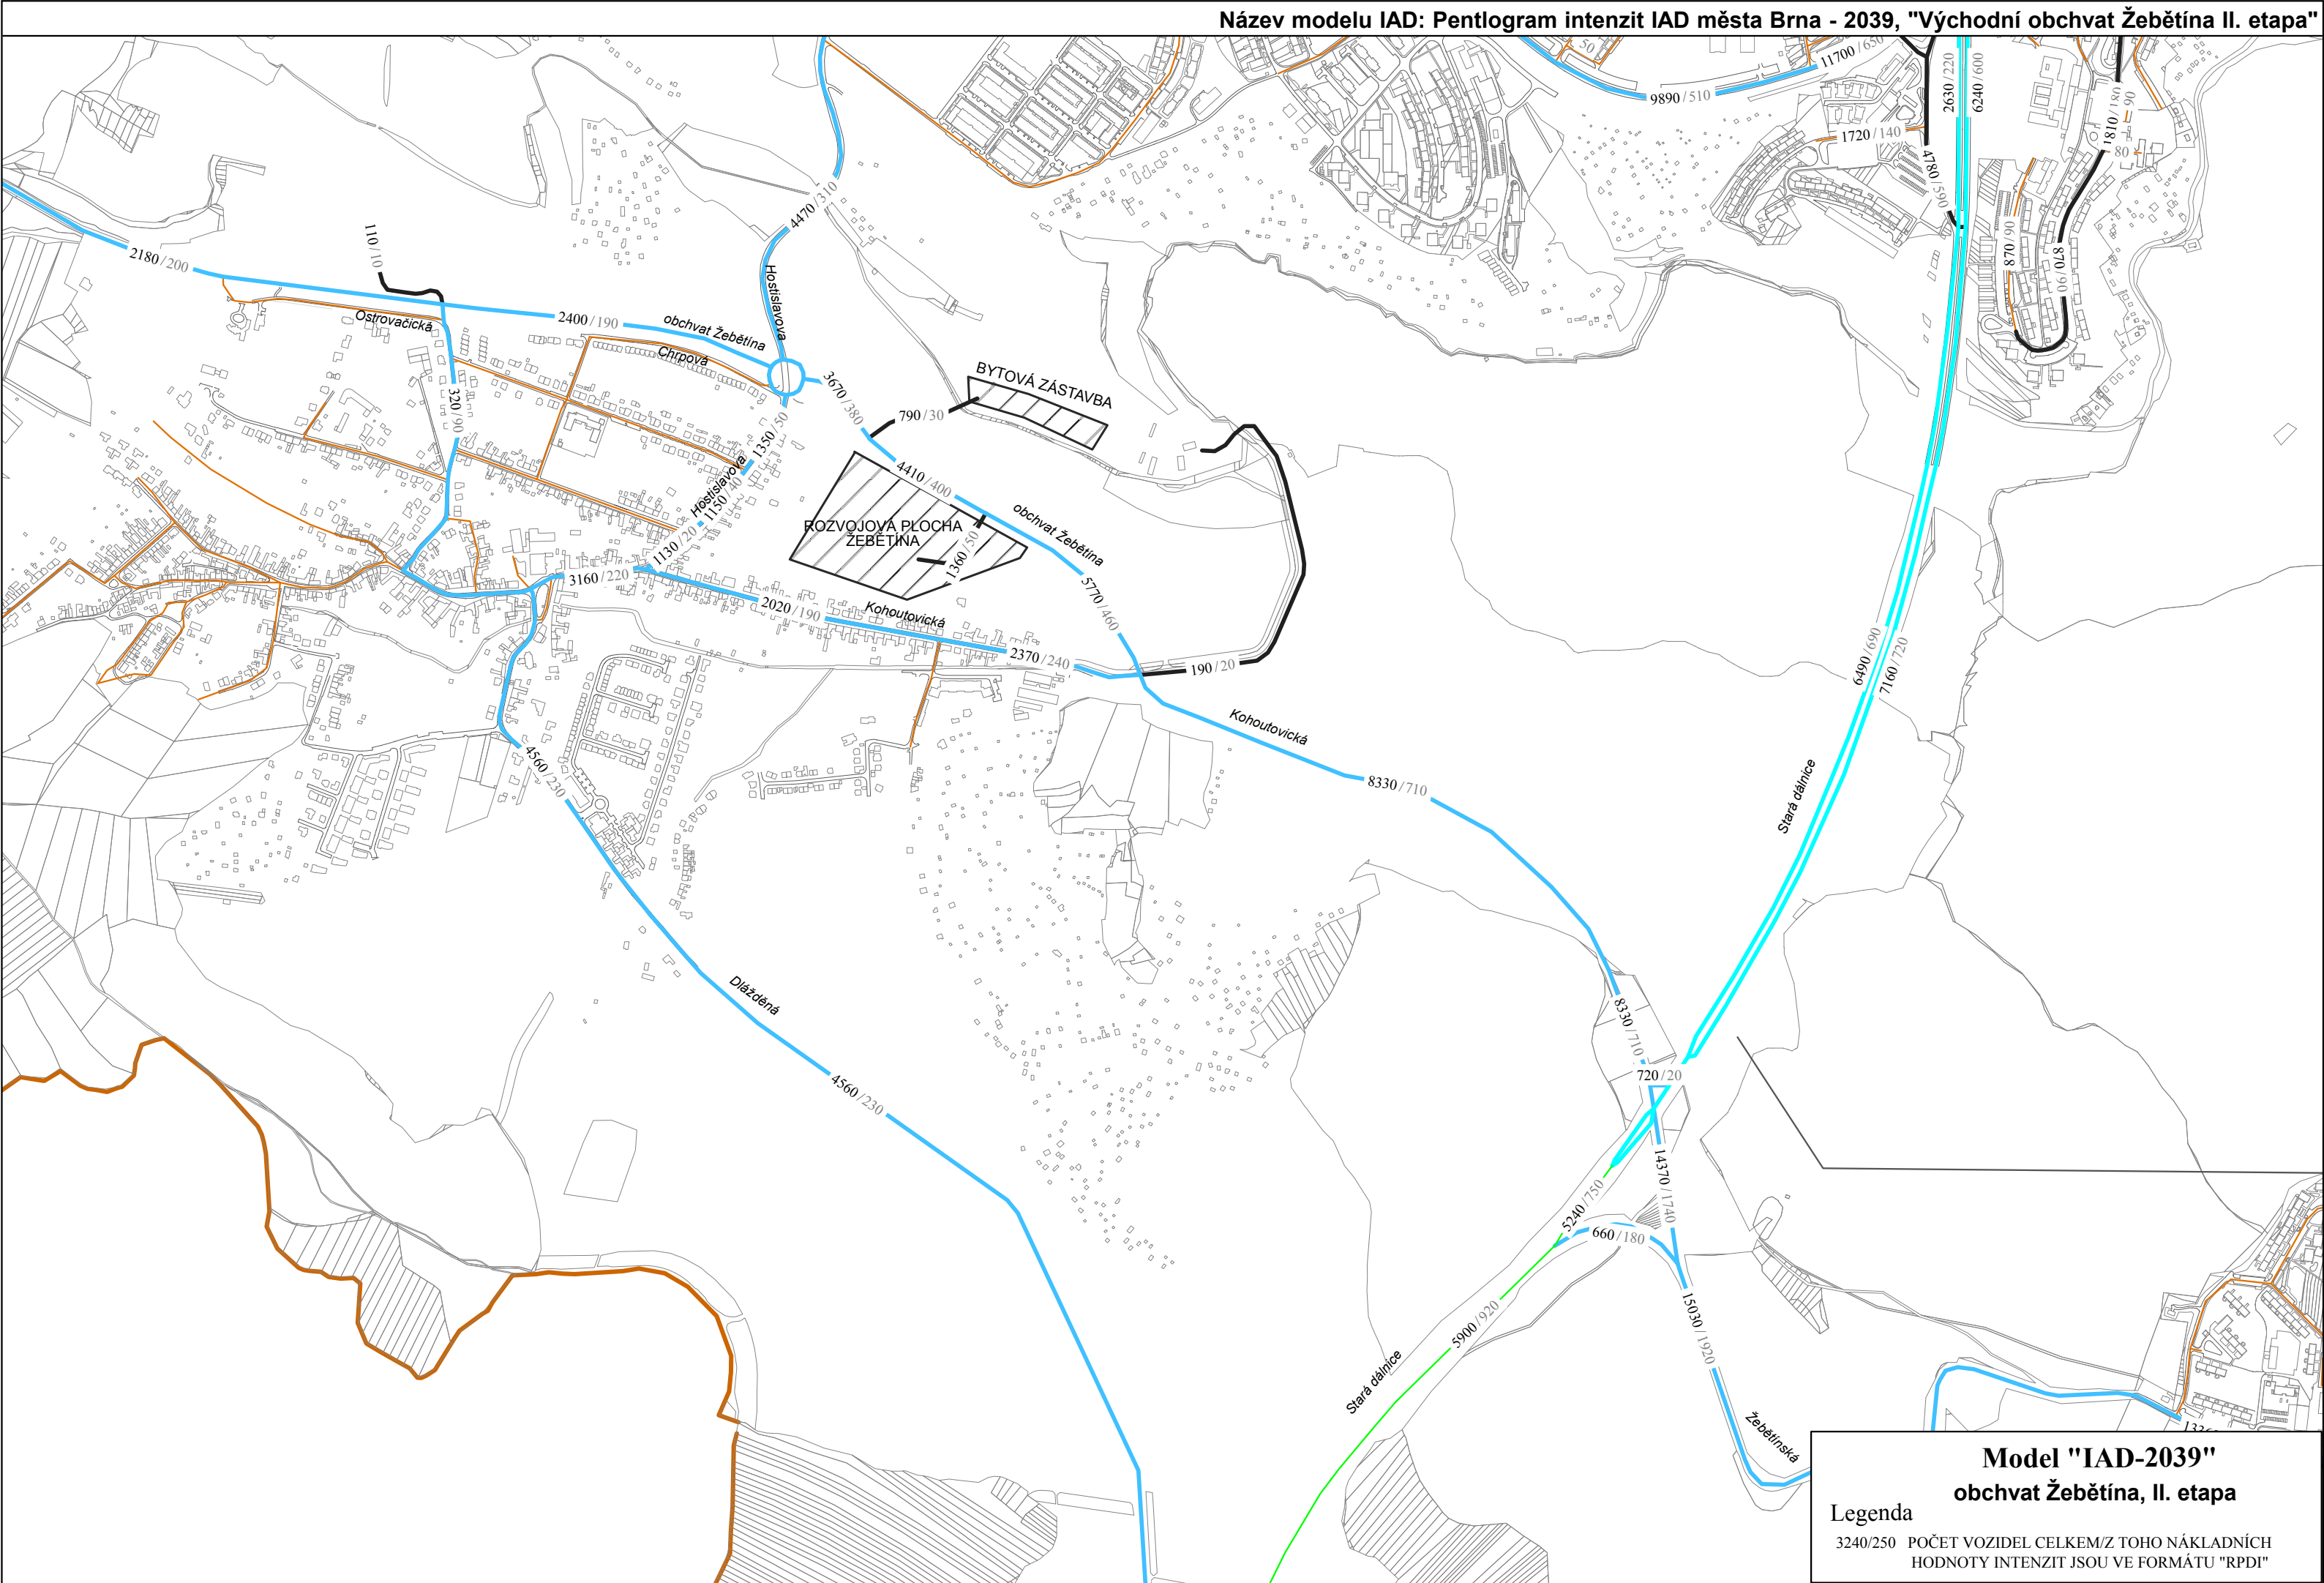 Název modelu IAD: Pentlogram intenzit IAD města Brna - 2039, "Východní obchvat Žebětína II. etapa"
50
11700/650
9890/510
2630/220
6240/600
1810/180
90
80
1720/140
4780/590
870/90
870/90
4470/310
110/10
2180/200
Hostislavova
Ostrovačická
2400/190
obchvat Žebětína
Chrpová
3670/380
BYTOVÁ ZÁSTAVBA
320/90
790/30
1350/50
Hostislavova
4410/400
1150/40
obchvat Žebětína
ROZVOJOVÁ PLOCHA
ŽEBĚTÍNA
1130/20
1360/50
3160/220
5770/460
2020/190
Kohoutovická
2370/240
190/20
6490/690
7160/720
Kohoutovická
4560/230
8330/710
Stará dálnice
Dlážděná
8330/710
4560/230
720/20
14370/1740
5240/750
660/180
15030/1920
5900/920
Stará dálnice
Žebětínská
Model "IAD-2039"
obchvat Žebětína, II. etapa
Legenda
3240/250 POČET VOZIDEL CELKEM/Z TOHO NÁKLADNÍCH
HODNOTY INTENZIT JSOU VE FORMÁTU "RPDI"